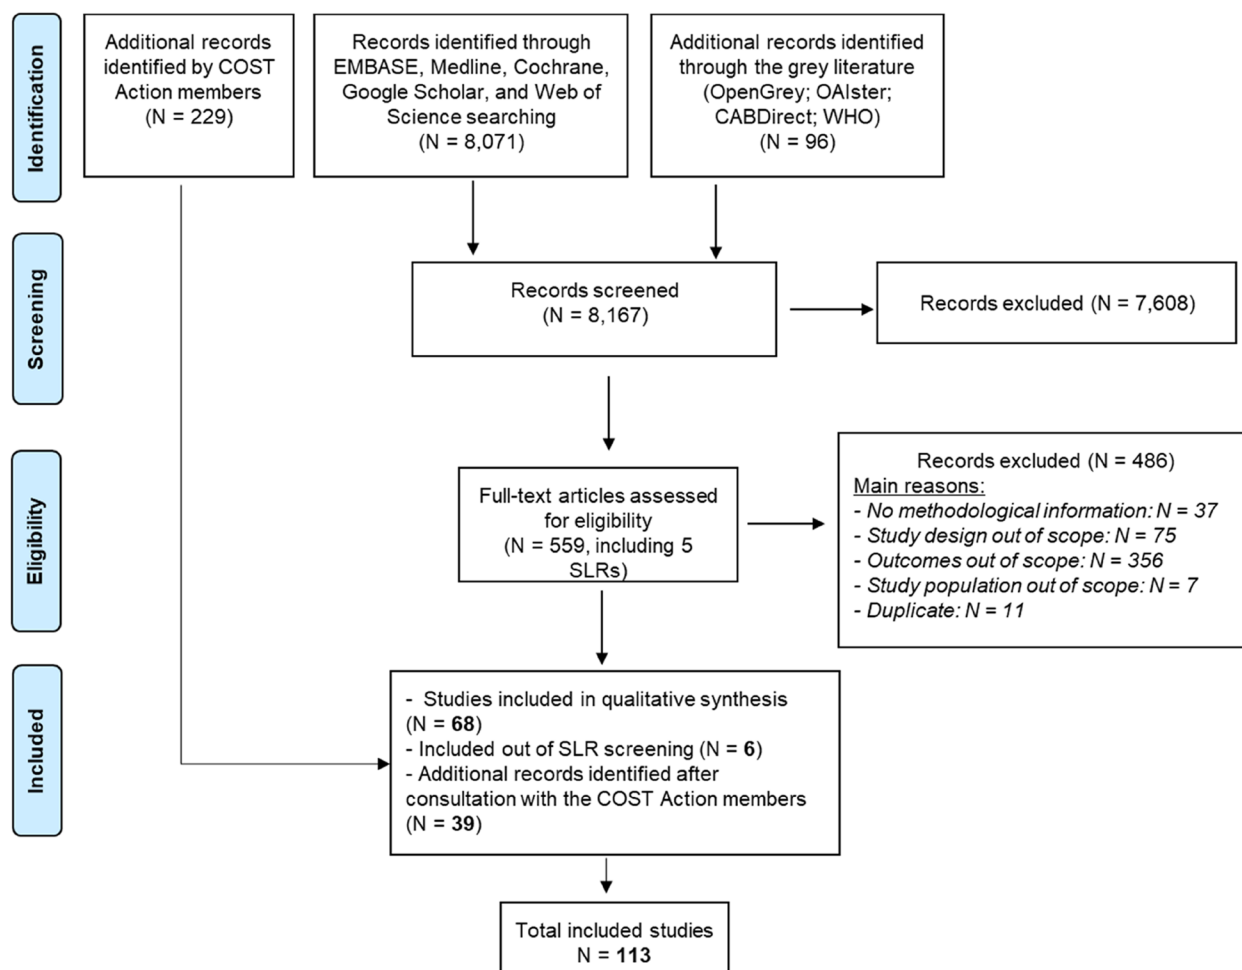 Identification
Additional records
identified by COST
Action members
(N = 229)
Records identified through
EMBASE, Medline, Cochrane,
Google Scholar, and Web of
Science searching
(N = 8,071)
Additional records identified
through the grey literature
(OpenGrey; OAIster;
CABDirect; WHO)
(N = 96)
Screening
Records screened
(N = 8,167)
Records excluded (N = 7,608)
Eligibility
Full-text articles assessed
for eligibility
(N = 559, including 5
SLRs)
Records excluded (N = 486)
Main reasons:
- No methodological information: N = 37
- Study design out of scope: N = 75
- Outcomes out of scope: N = 356
- Study population out of scope: N = 7
- Duplicate: N = 11
Included
- Studies included in qualitative synthesis
(N = 68)
- Included out of SLR screening (N = 6)
- Additional records identified after
consultation with the COST Action members
(N = 39)
Total included studies
N = 113